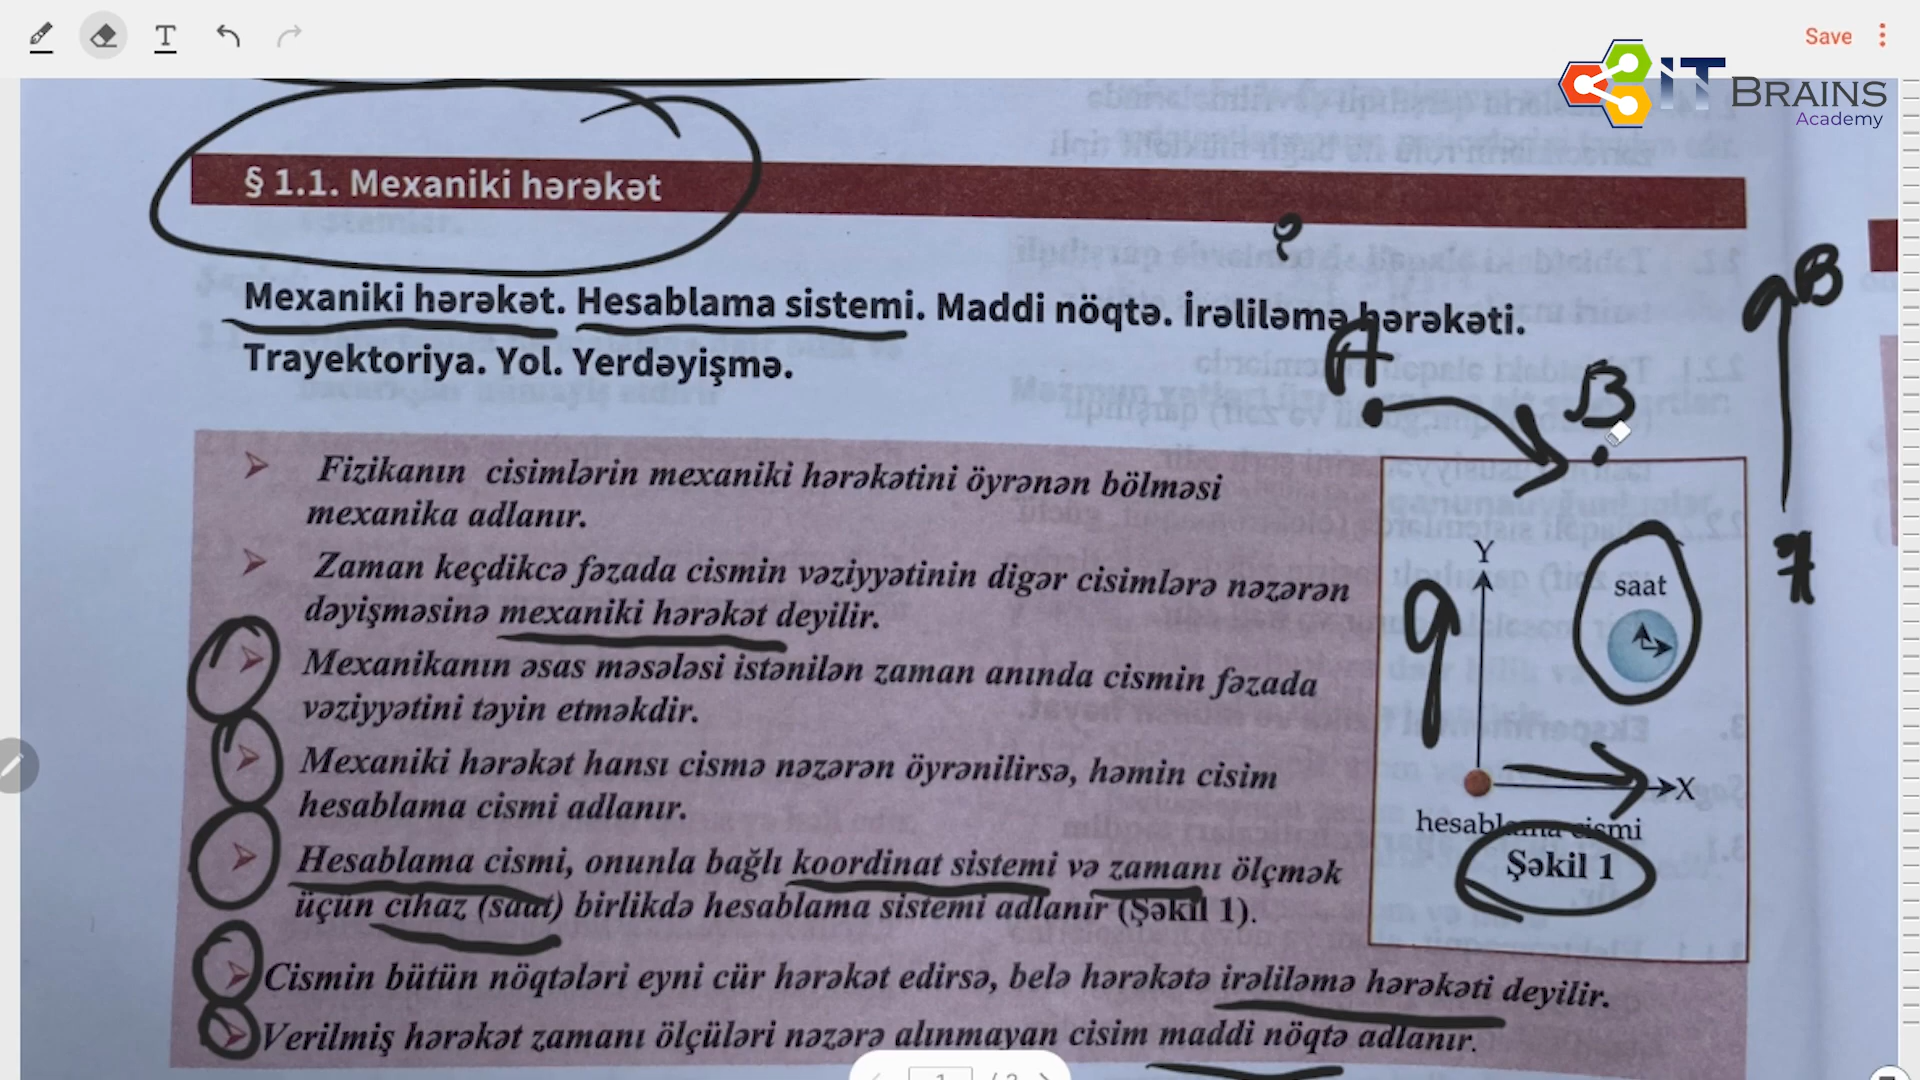 Save
iT BRAINS
Academy
§ 1.1. Mexaniki hərəkət
Mexaniki hərəkət. Hesablama sistemi. Maddi nöqtə. İrəliləmə hərəkəti.
Trayektoriya. Yol. Yerdəyişmə.
A
B
B
Fizikanın cisimlərin mexaniki hərəkətini öyrənən bölməsi
mexanika adlanır.
Zaman keçdikcə fəzada cismin vəziyyətinin digər cisimlərə nəzərən
dəyişməsinə mexaniki hərəkət deyilir.
Mexanikanın əsas məsələsi istənilən zaman anında cismin fəzada
vəziyyətini təyin etməkdir.
Mexaniki hərəkət hansı cismə nəzərən öyrənilirsə, həmin cisim
hesablama cismi adlanır.
Hesablama cismi, onunla bağlı koordinat sistemi və zamanı ölçmək
üçün cihaz (saat) birlikdə hesablama sistemi adlanır (Şəkil 1).
Cismin bütün nöqtələri eyni cür hərəkət edirsə, belə hərəkətə irəliləmə hərəkəti deyilir.
Verilmiş hərəkət zamanı ölçüləri nəzərə alınmayan cisim maddi nöqtə adlanır.
Y
saat
X
hesablama cismi
Şəkil 1